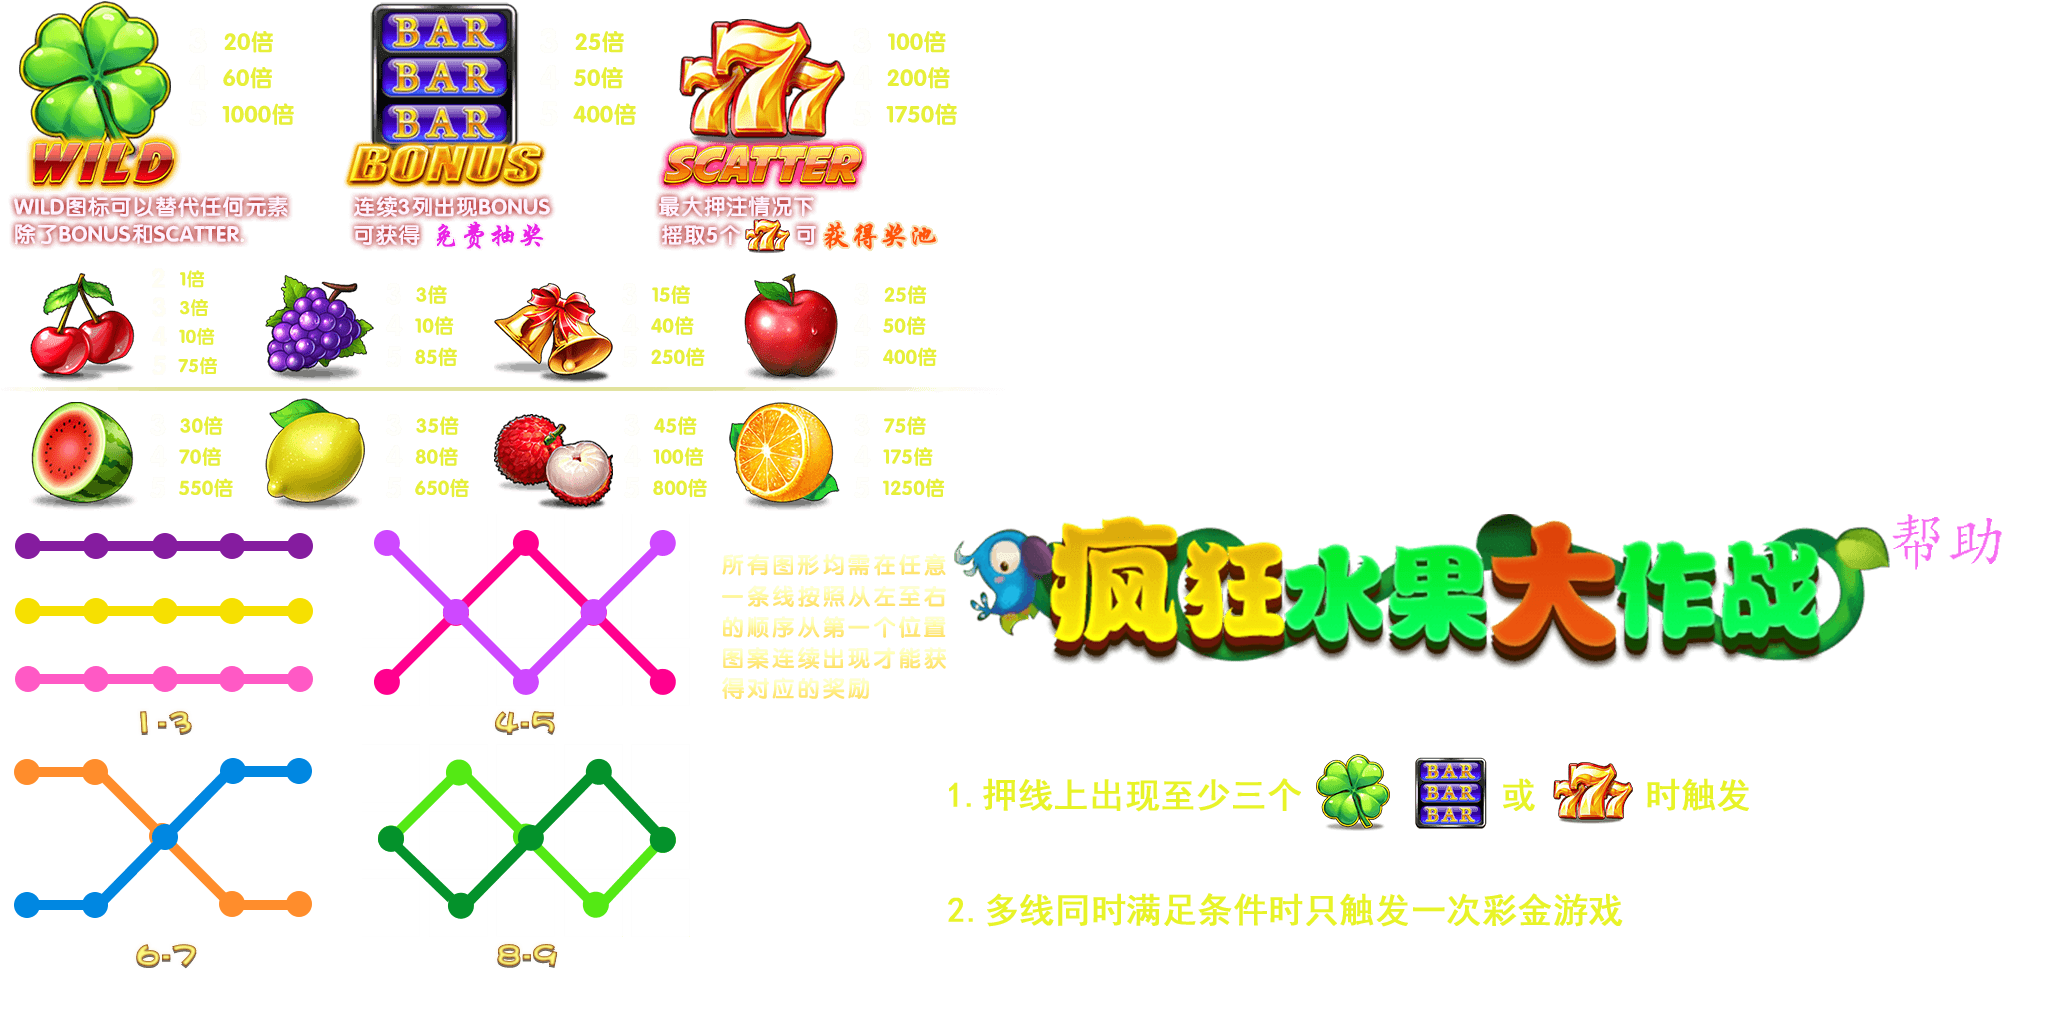 20倍
60倍
1000倍
WILD
WILD图标可以替代任何元素
除了BONUS和SCATTER.
BAR
BAR
BAR
25倍
50倍
400倍
BONUS
连续3列出现BONUS
可获得 免费抽奖
777
100倍
200倍
1750倍
SCATTER
最大押注情况下
摇取5个 777 可 获得奖池
1倍
3倍
10倍
75倍
3倍
10倍
85倍
15倍
40倍
250倍
25倍
50倍
400倍
30倍
70倍
550倍
35倍
80倍
650倍
45倍
100倍
800倍
75倍
175倍
1250倍
1-3
4-5
6-7
8-9
所有图形均需在任意
一条线按照从左至右
的顺序从第一个位置
图案连续出现才能获
得对应的奖励
疯狂水果大作战 帮助
1.押线上出现至少三个 BAR BAR BAR 或 777 时触发
2.多线同时满足条件时只触发一次彩金游戏